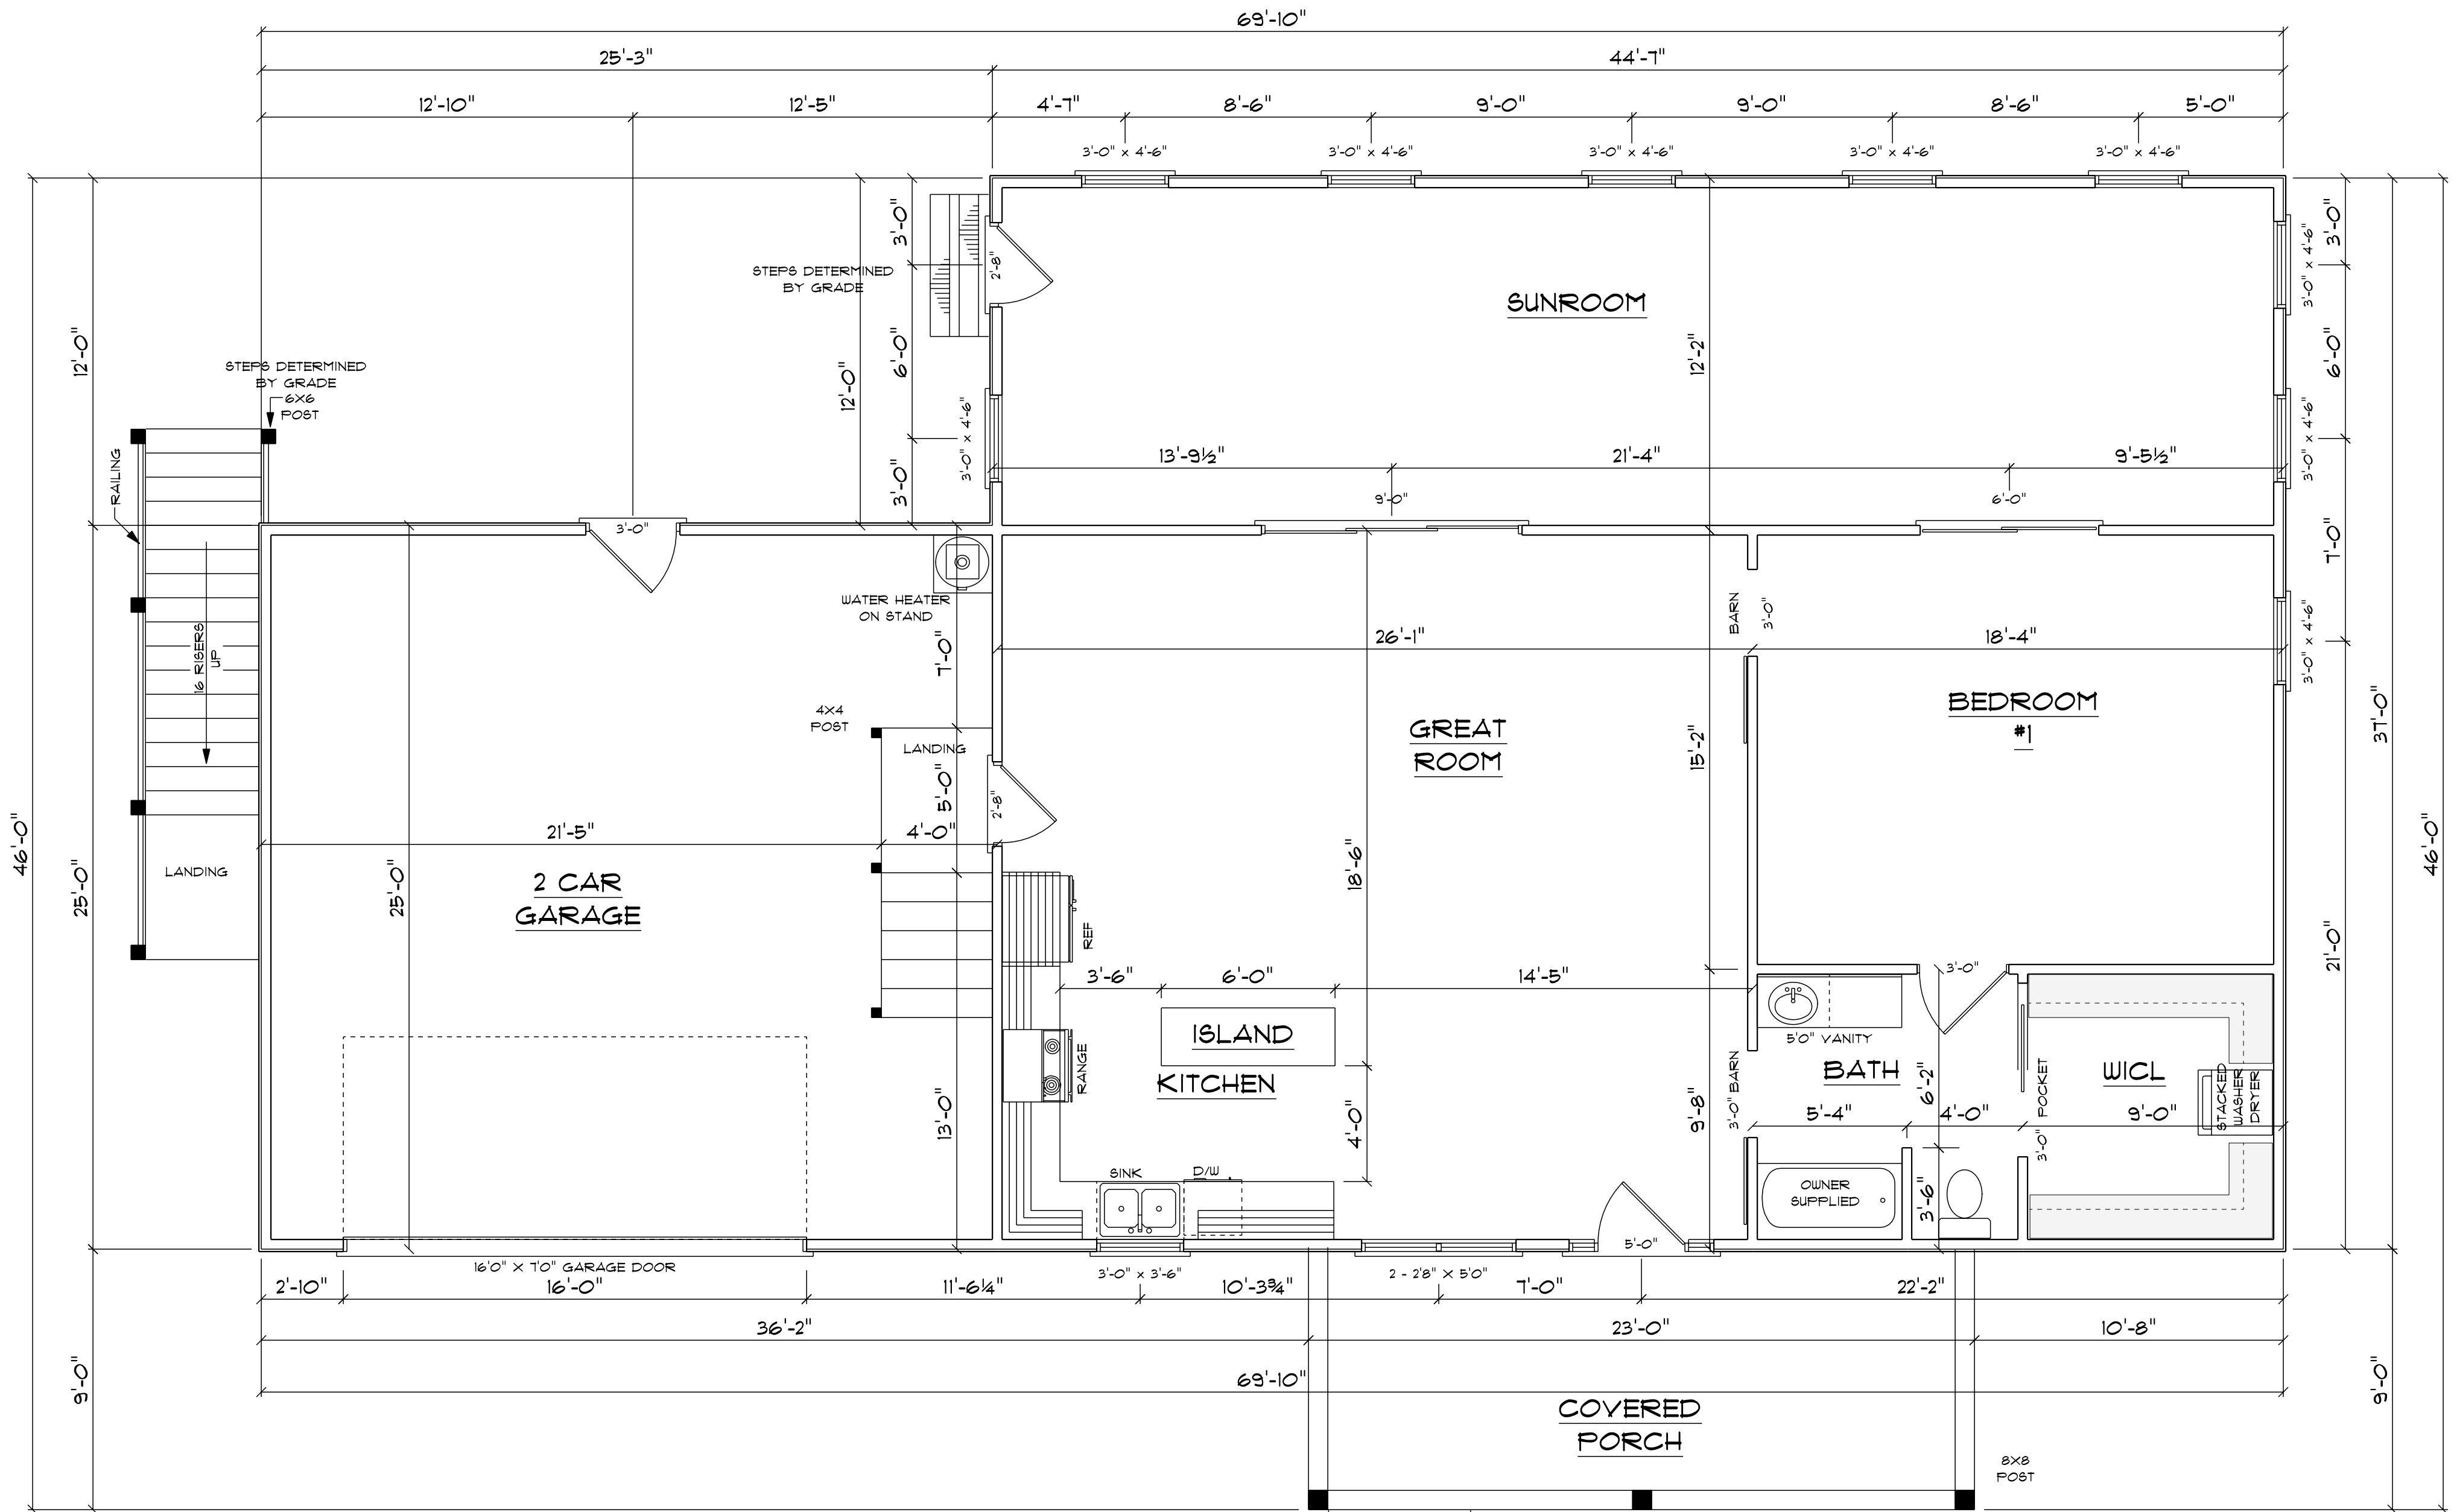 69'-10"
25'-3" 44'-7"
12'-10" 12'-5" 4'-7" 8'-6" 9'-0" 9'-0" 8'-6" 5'-0"
3'-0" x 4'-6" 3'-0" x 4'-6" 3'-0" x 4'-6" 3'-0" x 4'-6" 3'-0" x 4'-6"
3'-0"
3'-0"
3'-0" x 4'-6"
2'-8"
STEPS DETERMINED
BY GRADE
SUNROOM
12'-0"
12'-0"
6'-0"
12'-2"
6'-0"
STEPS DETERMINED
BY GRADE
6X6
POST
3'-0" x 4'-6"
3'-0" x 4'-6"
RAILING
3'-0"
13'-9½" 21'-4" 9'-5½"
9'-0" 6'-0"
3'-0"
7'-0"
WATER HEATER
ON STAND
BARN
3'-0"
7'-0"
26'-1" 18'-4"
3'-0" x 4'-6"
16 RISERS
UP
4X4
POST
LANDING
GREAT
ROOM
BEDROOM
#1
15'-2"
37'-0"
5'-0"
2'-8"
21'-5" 4'-0"
46'-0"
46'-0"
LANDING
25'-0"
25'-0"
2 CAR
GARAGE
18'-6"
REF
21'-0"
3'-6" 6'-0" 14'-5"
3'-0"
ISLAND
KITCHEN
RANGE
5'0" VANITY
BATH
WICL
13'-0"
4'-0"
9'-8"
3'-0" BARN
6'-2"
3'-0" POCKET
STACKED
WASHER
DRYER
5'-4" 4'-0" 9'-0"
SINK D/W
OWNER
SUPPLIED
3'-6"
5'-0"
16'0" X 7'0" GARAGE DOOR
3'-0" x 3'-6" 2 - 2'8" X 5'0"
2'-10" 16'-0" 11'-6¼" 10'-3¾" 7'-0" 22'-2"
36'-2" 23'-0" 10'-8"
9'-0"
69'-10"
9'-0"
COVERED
PORCH
8X8
POST